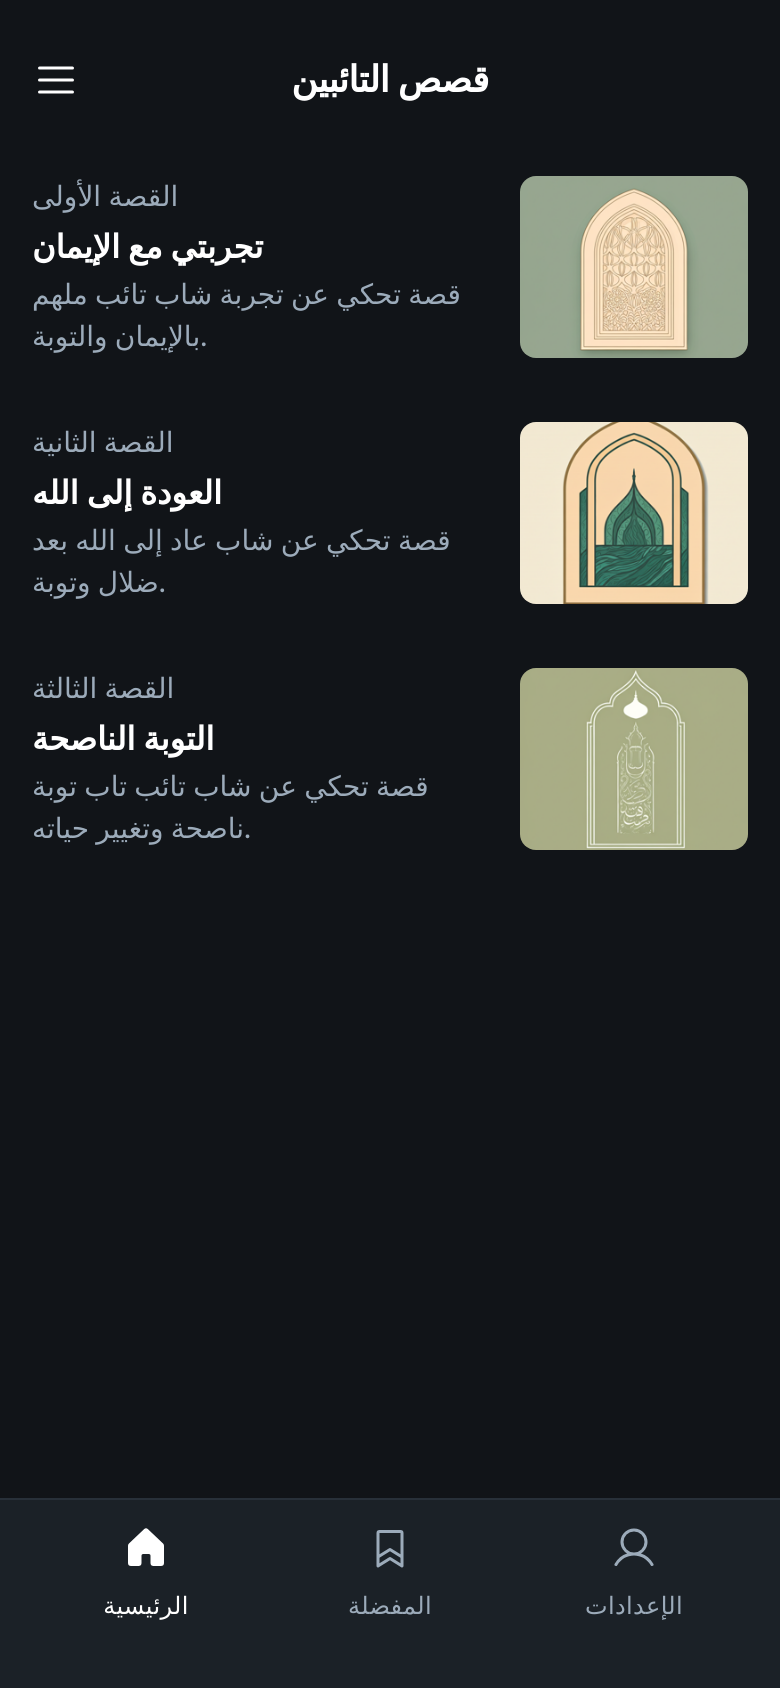 قصص التائبين
القصة الأولى
تجربتي مع الإيمان
قصة تحكي عن تجربة شاب تائب ملهم
بالإيمان والتوبة.
القصة الثانية
العودة إلى الله
قصة تحكي عن شاب عاد إلى الله بعد
ضلال وتوبة.
القصة الثالثة
التوبة الناصحة
قصة تحكي عن شاب تائب تاب توبة
ناصحة وتغيير حياته.
الإعدادات
المفضلة
الرئيسية